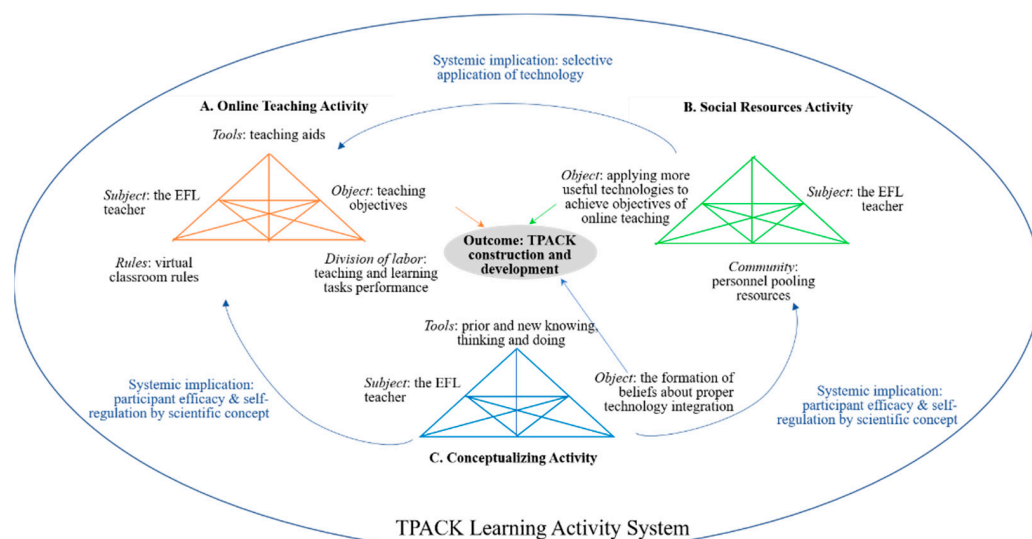 Systemic implication: selective
application of technology
A. Online Teaching Activity
B. Social Resources Activity
Tools: teaching aids
Subject: the EFL
teacher
Object: teaching
objectives
Object: applying more
useful technologies to
achieve objectives of
online teaching
Subject: the EFL
teacher
Rules: virtual
classroom rules
Division of labor:
teaching and learning
tasks performance
Outcome: TPACK
construction and
development
Community:
personnel pooling
resources
Tools: prior and new knowing,
thinking and doing
Subject: the EFL
teacher
Object: the formation of
beliefs about proper
technology integration
Systemic implication:
participant efficacy & self-
regulation by scientific concept
Systemic implication:
participant efficacy & self-
regulation by scientific concept
C. Conceptualizing Activity
TPACK Learning Activity System